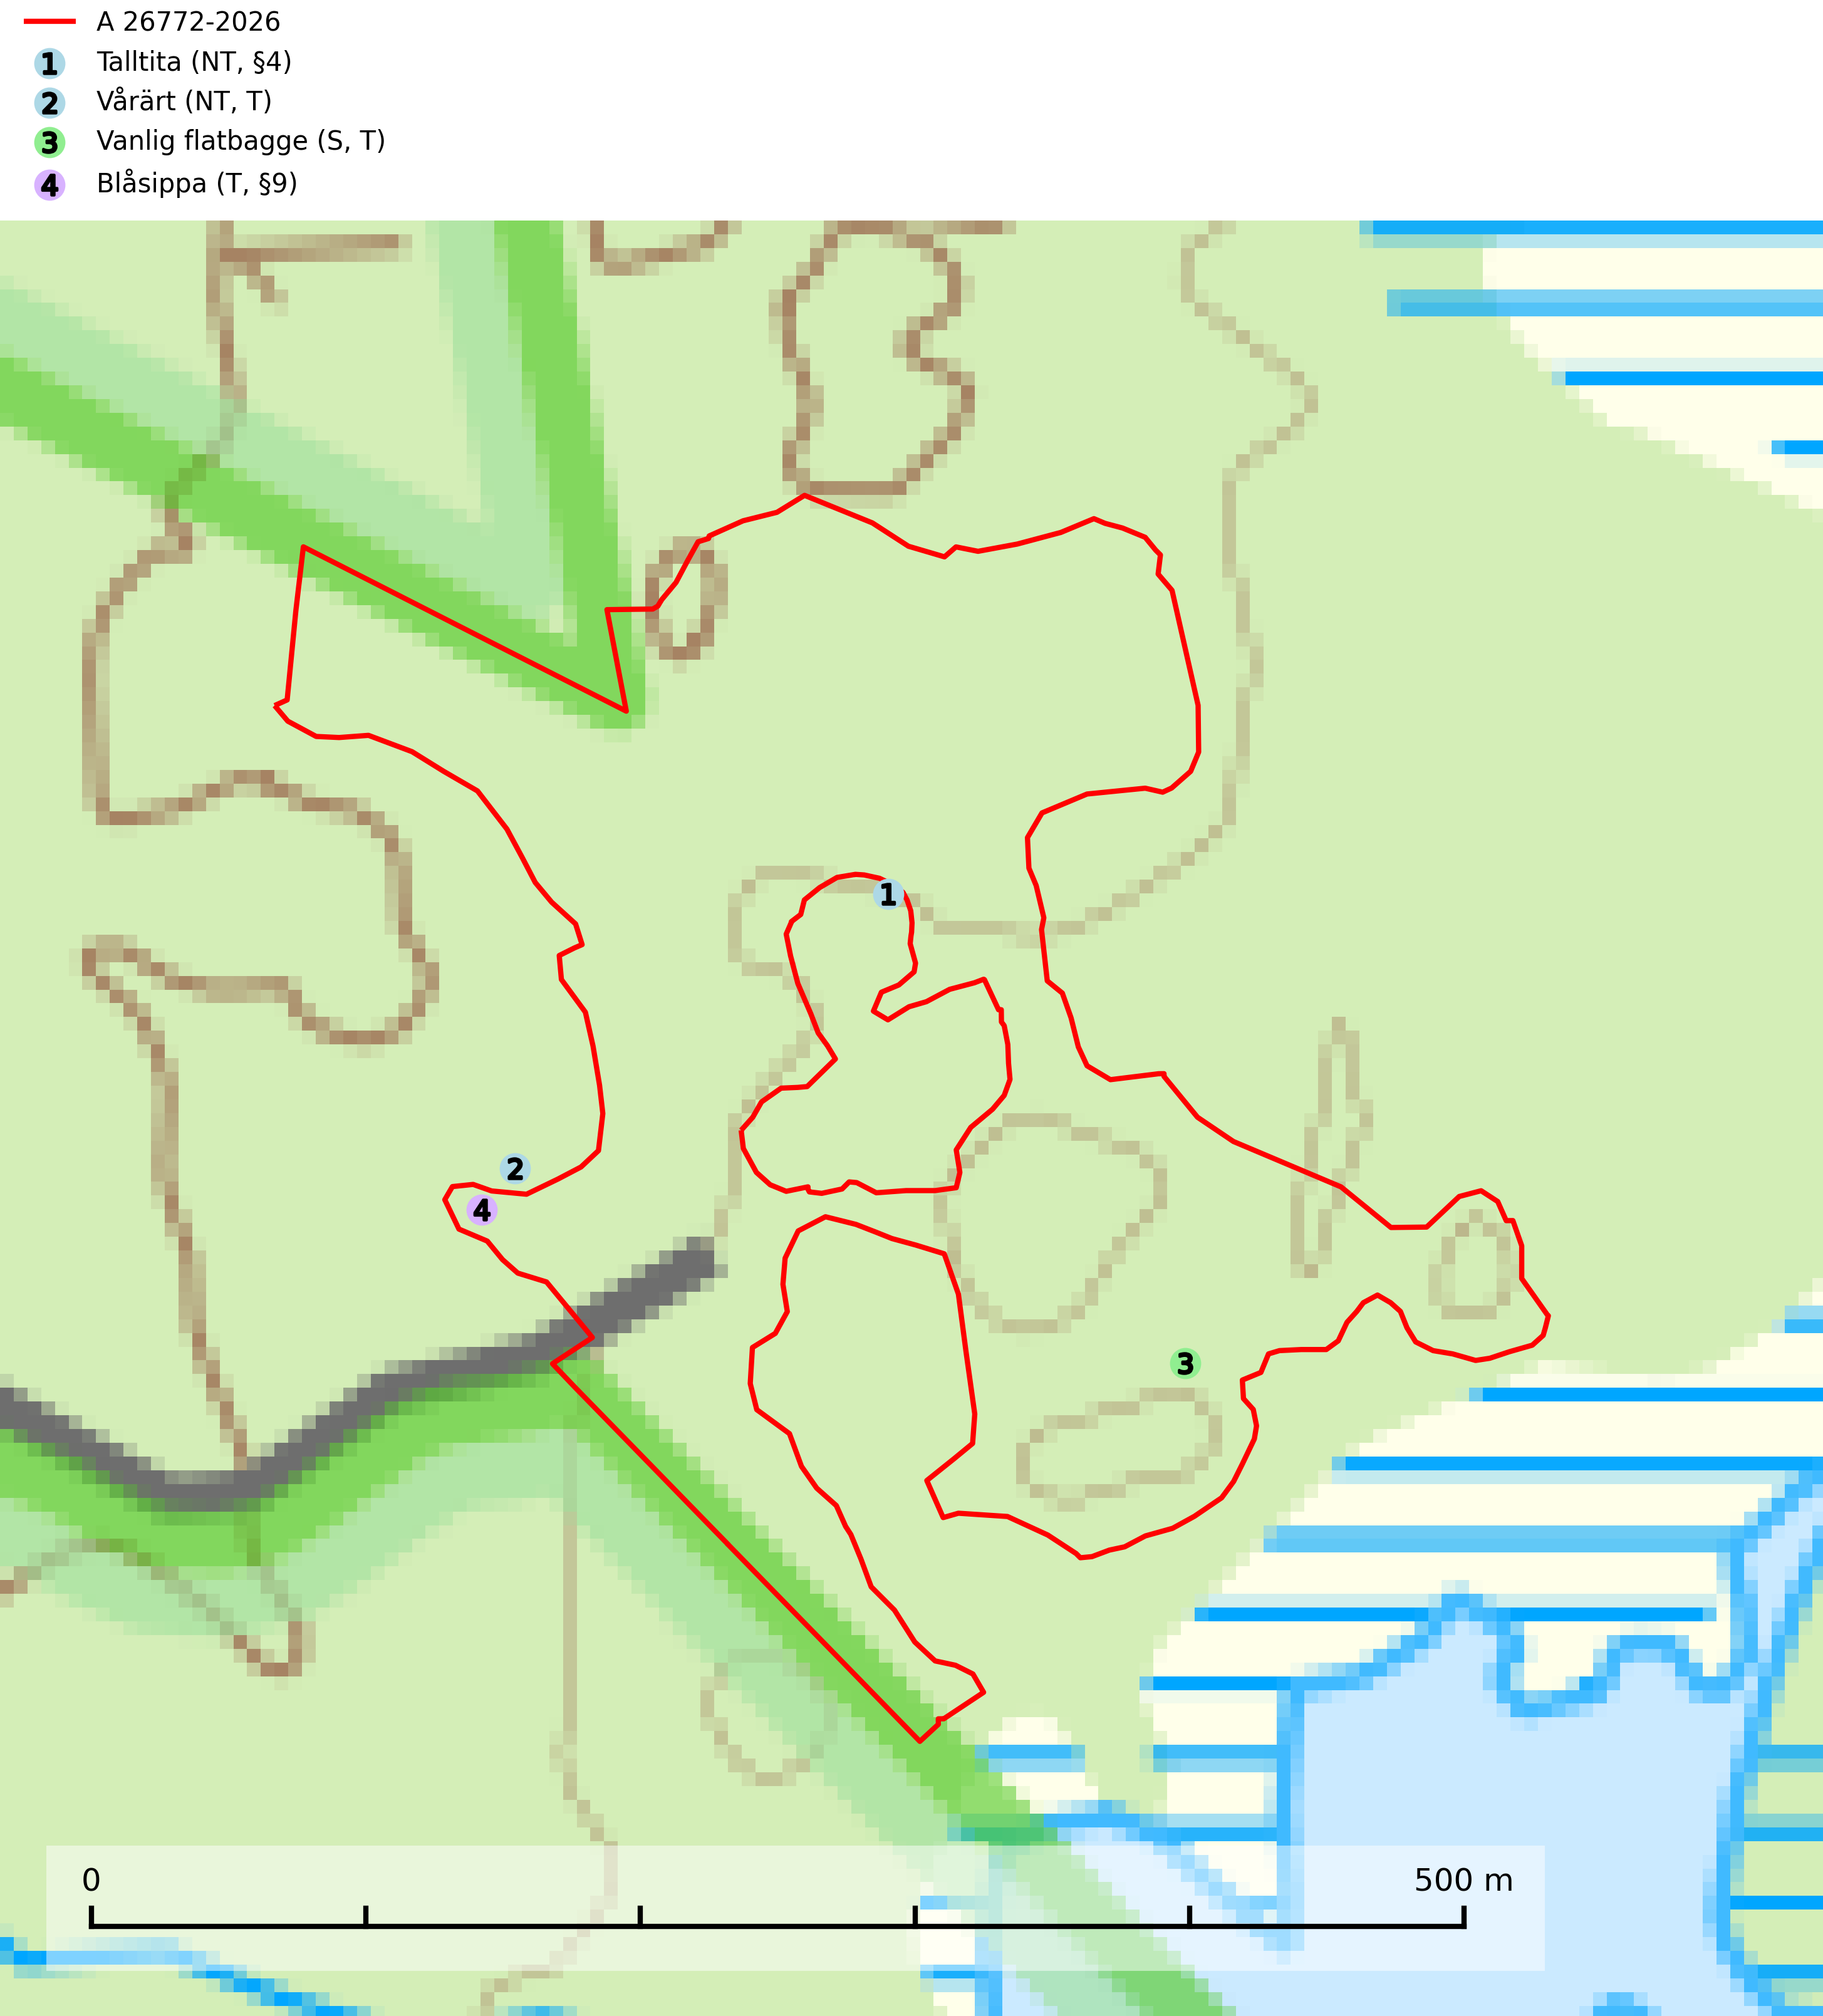 A 26772-2026
1 Talltita (NT, §4)
2 Vårärt (NT, T)
3 Vanlig flatbagge (S, T)
4 Blåsippa (T, §9)
1
2
4
3
0 500 m